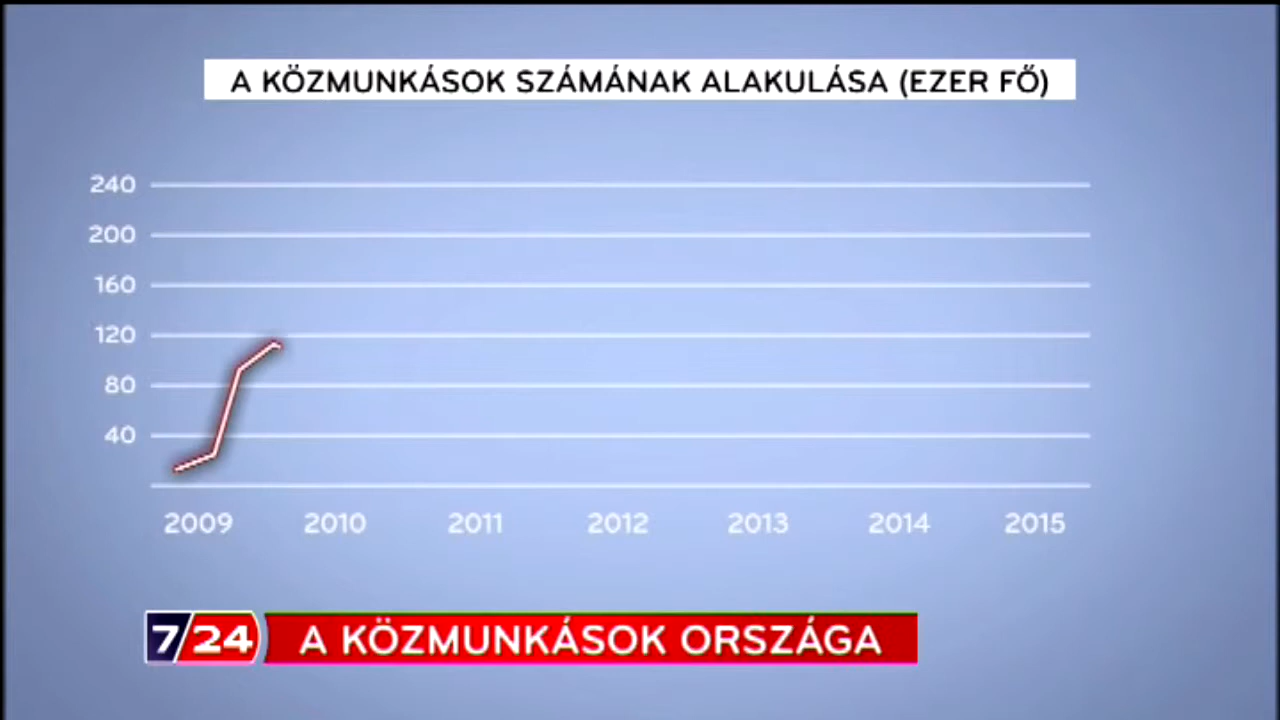 A KÖZMUNKÁSOK SZÁMÁNAK ALAKULÁSA (EZER FŐ)
240
200
160
120
80
40
2009 2010 2011 2012 2013 2014 2015
7/24 A KÖZMUNKÁSOK ORSZÁGA